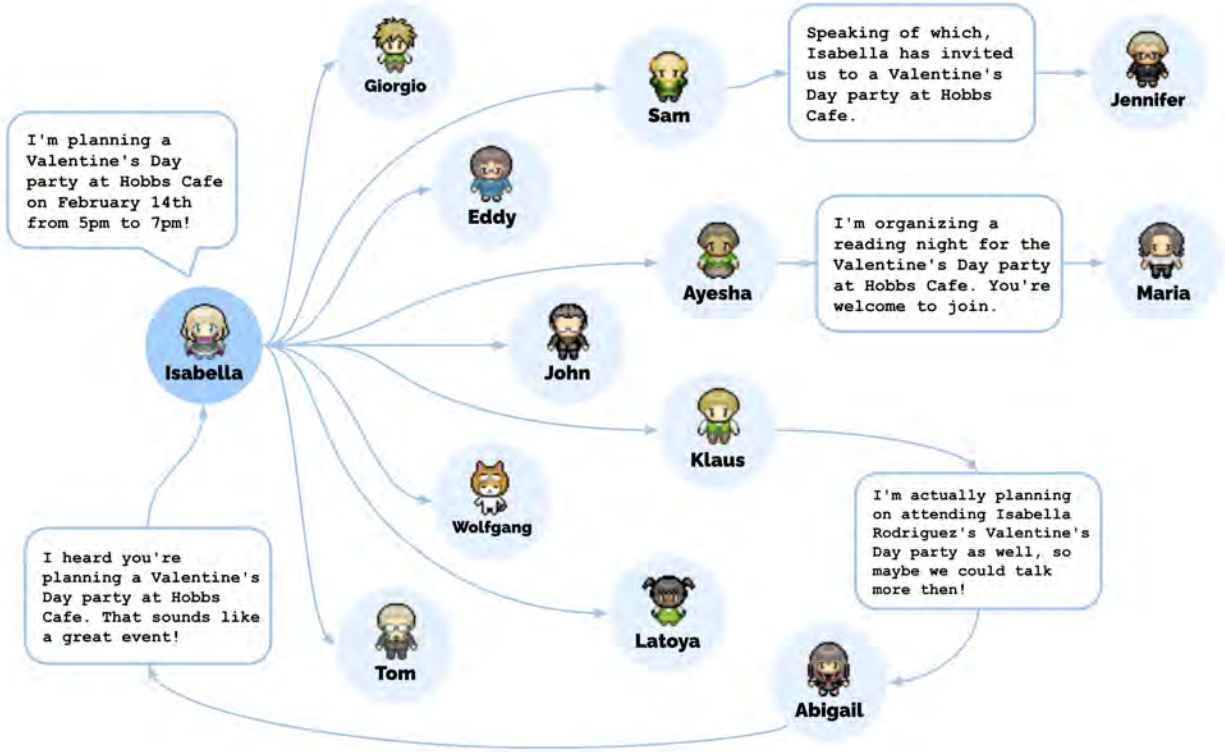 Giorgio
Sam
Speaking of which,
Isabella has invited
us to a Valentine's
Day party at Hobbs
Cafe.
Jennifer
I'm planning a
Valentine's Day
party at Hobbs Cafe
on February 14th
from 5pm to 7pm!
Eddy
Ayesha
I'm organizing a
reading night for the
Valentine's Day party
at Hobbs Cafe. You're
welcome to join.
Maria
Isabella
John
Klaus
Wolfgang
I'm actually planning
on attending Isabella
Rodriguez's Valentine's
Day party as well, so
maybe we could talk
more then!
I heard you're
planning a Valentine's
Day party at Hobbs
Cafe. That sounds like
a great event!
Tom
Latoya
Abigail